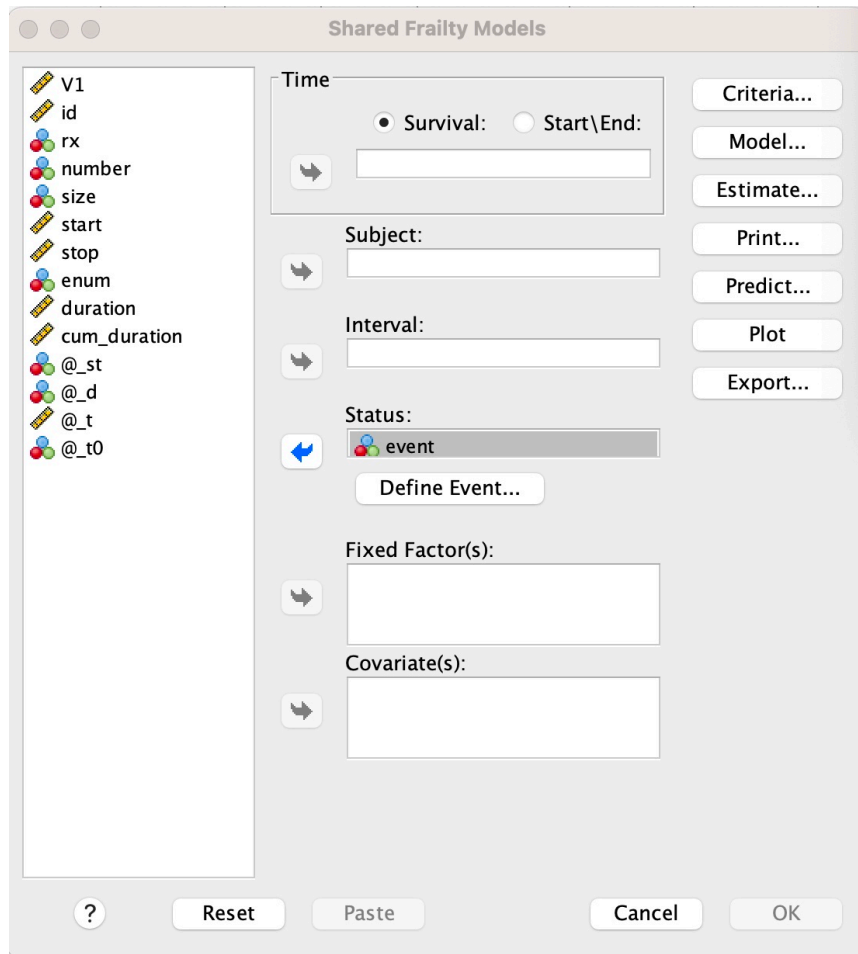 Shared Frailty Models
V1
id
rx
number
size
start
stop
enum
duration
cum_duration
@_st
@_d
@_t
@_t0
Time
Survival:
Start\End:
Subject:
Interval:
Status:
event
Define Event...
Fixed Factor(s):
Covariate(s):
Criteria...
Model...
Estimate...
Print...
Predict...
Plot
Export...
?
Reset
Paste
Cancel
OK